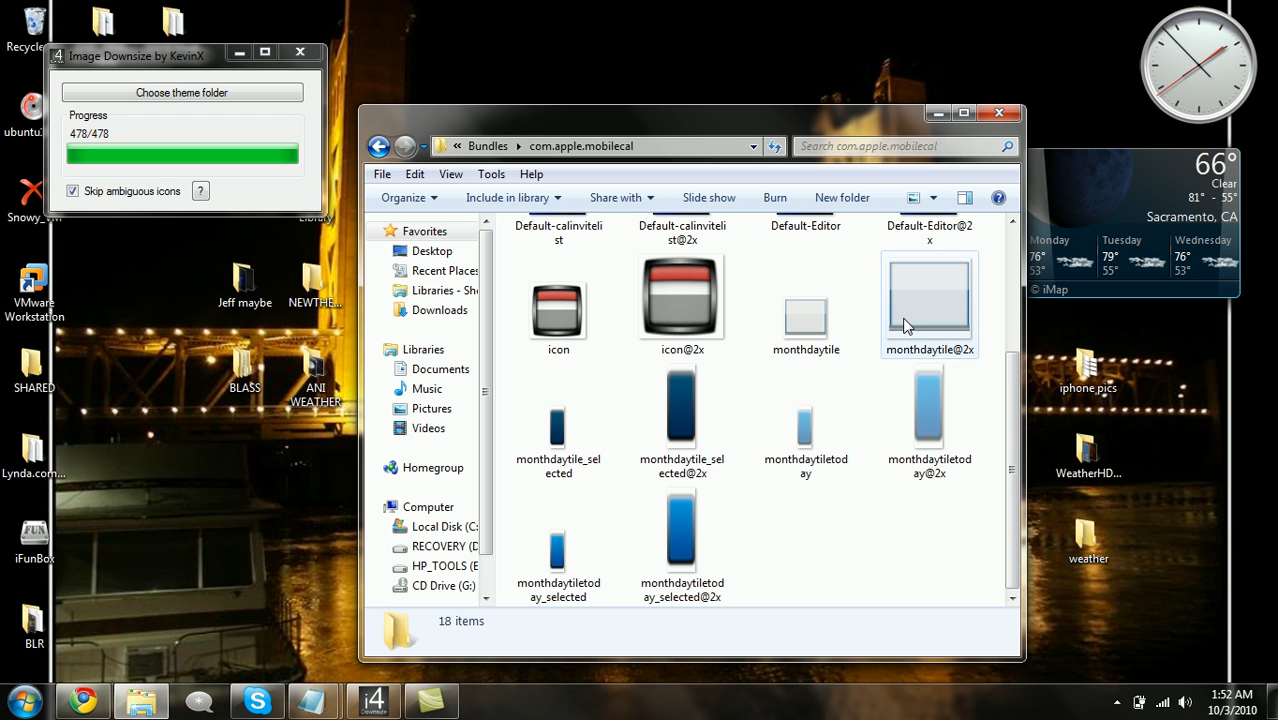 Recycle
ubuntu
Snowy_VM
VMware
Workstation
SHARED
Lynda.com...
iFunBox
BLR
Image Downsize by KevinX
Choose theme folder
Progress
478/478
Skip ambiguous icons
?
Library
Jeff maybe
NEWTHE...
BLASS
ANI
WEATHER
« Bundles com.apple.mobilecal
Search com.apple.mobilecal
File Edit View Tools Help
Organize Include in library Share with Slide show Burn New folder
Favorites
Desktop
Recent Places
Libraries - Sho
Downloads
Libraries
Documents
Music
Pictures
Videos
Homegroup
Computer
Local Disk (C:
RECOVERY (D
HP_TOOLS (E
CD Drive (G:)
Default-calinviteli
st
Default-calinviteli
st@2x
Default-Editor
Default-Editor@2
x
icon
icon@2x
monthdaytile
monthdaytile@2x
monthdaytile_sel
ected
monthdaytile_sel
ected@2x
monthdaytiletod
ay
monthdaytiletod
ay@2x
monthdaytiletod
ay_selected
monthdaytiletod
ay_selected@2x
18 items
66°
Clear
81° - 55°
Sacramento, CA
Monday Tuesday Wednesday
76° 79° 76°
53° 55° 53°
© iMap
iphone pics
WeatherHD...
weather
i4
Downsize
1:52 AM
10/3/2010